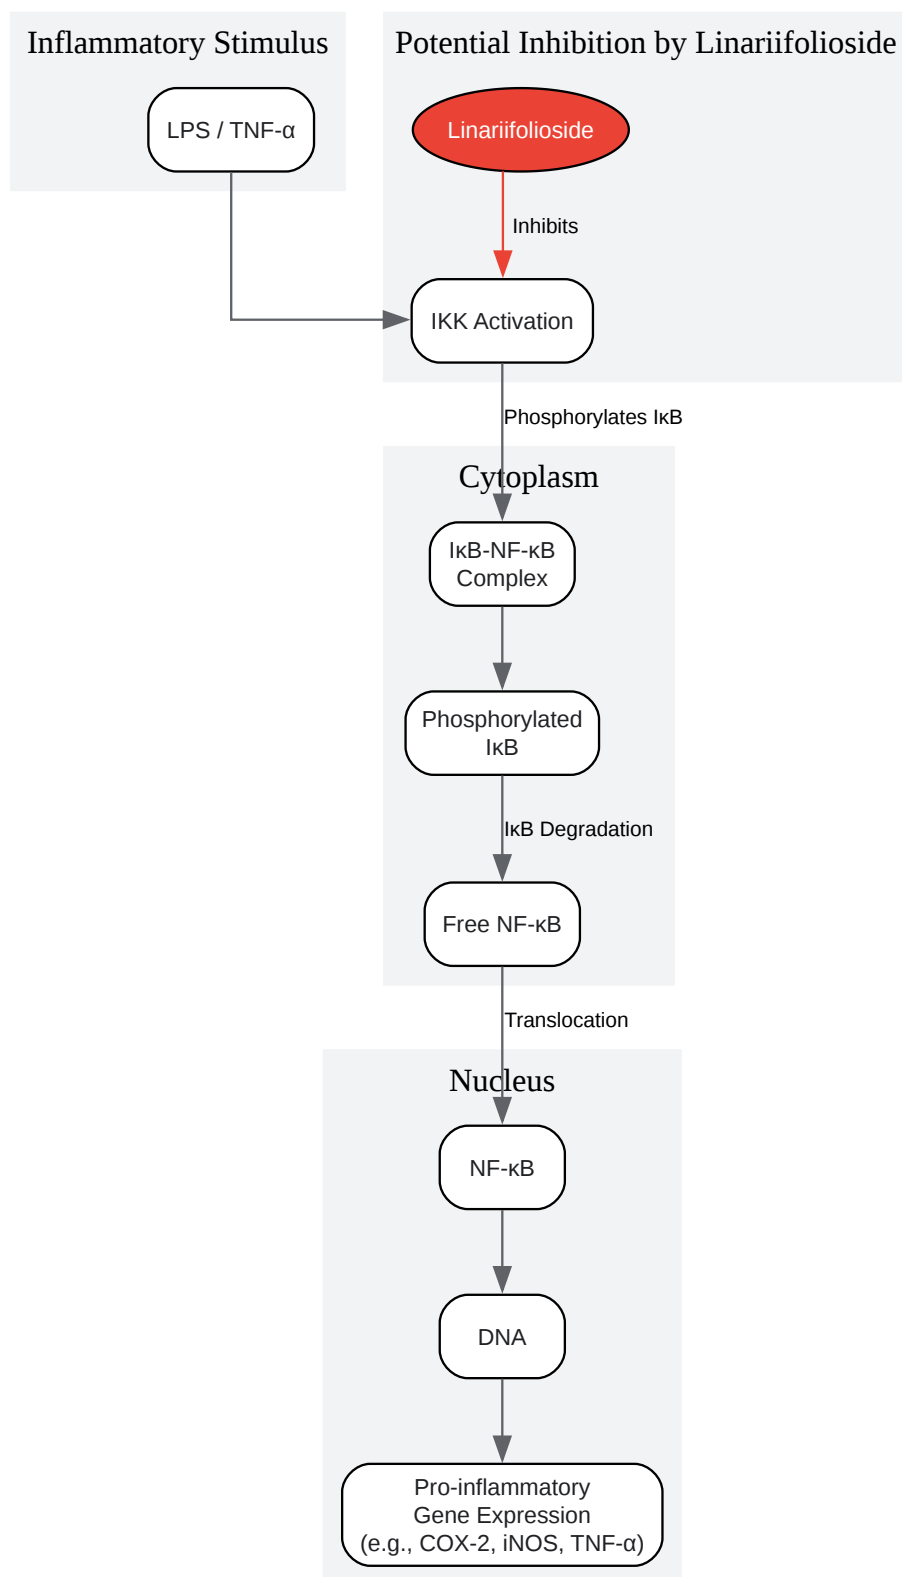 Inflammatory Stimulus
Potential Inhibition by Linariifolioside
LPS / TNF-α
Linariifolioside
Inhibits
IKK Activation
Phosphorylates IκB
Cytoplasm
IκB-NF-κB
Complex
Phosphorylated
IκB
IκB Degradation
Free NF-κB
Translocation
Nucleus
NF-κB
DNA
Pro-inflammatory
Gene Expression
(e.g., COX-2, iNOS, TNF-α)